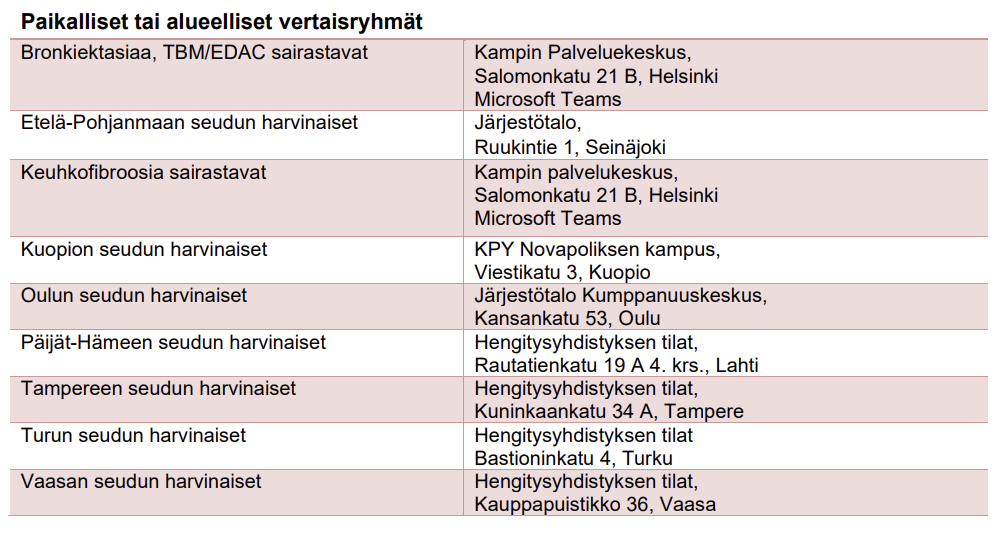 Paikalliset tai alueelliset vertaisryhmät
Bronkiektasiaa, TBM/EDAC sairastavat
Kampin Palveluekeskus,
Salomonkatu 21 B, Helsinki
Microsoft Teams
Etelä-Pohjanmaan seudun harvinaiset
Järjestötalo,
Ruukintie 1, Seinäjoki
Keuhkofibroosia sairastavat
Kampin palvelukeskus,
Salomonkatu 21 B, Helsinki
Microsoft Teams
Kuopion seudun harvinaiset
KPY Novapoliksen kampus,
Viestikatu 3, Kuopio
Oulun seudun harvinaiset
Järjestötalo Kumppanuuskeskus,
Kansankatu 53, Oulu
Päijät-Hämeen seudun harvinaiset
Hengitysyhdistyksen tilat,
Rautatienkatu 19 A 4. krs., Lahti
Tampereen seudun harvinaiset
Hengitysyhdistyksen tilat,
Kuninkaankatu 34 A, Tampere
Turun seudun harvinaiset
Hengitysyhdistyksen tilat
Bastioninkatu 4, Turku
Vaasan seudun harvinaiset
Hengitysyhdistyksen tilat,
Kauppapuistikko 36, Vaasa